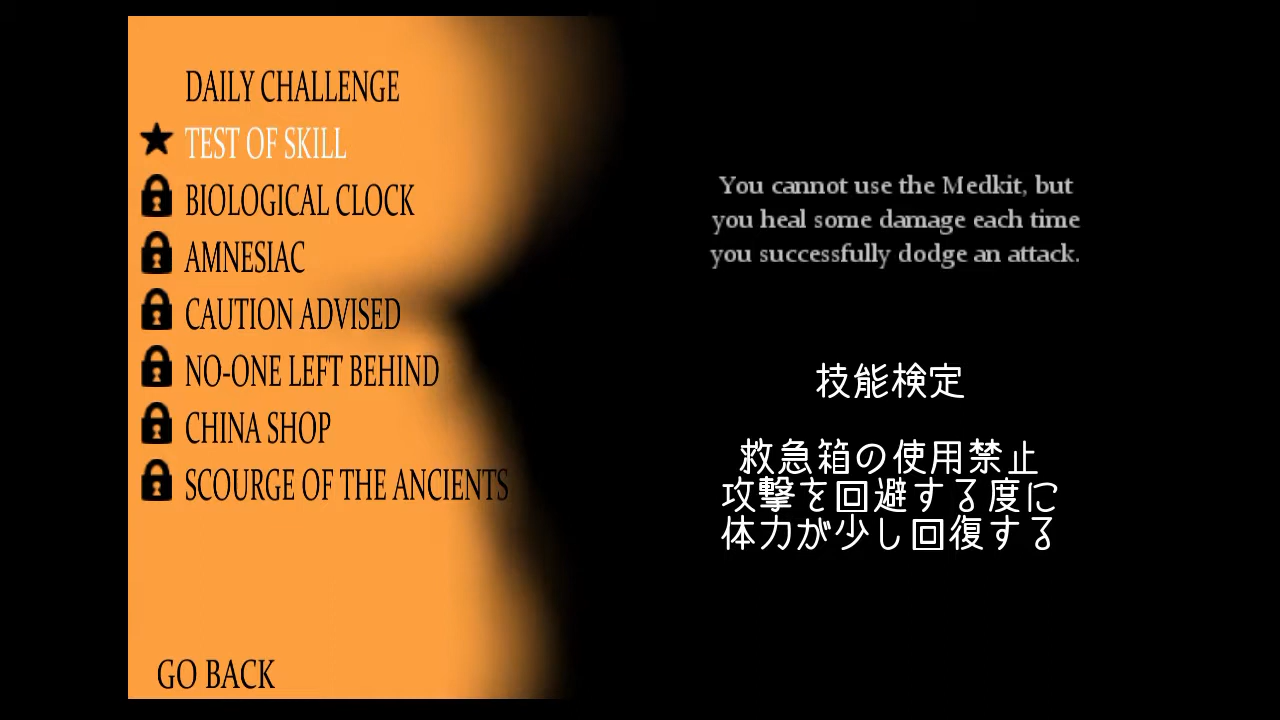 DAILY CHALLENGE
TEST OF SKILL
BIOLOGICAL CLOCK
AMNESIAC
CAUTION ADVISED
NO-ONE LEFT BEHIND
CHINA SHOP
SCOURGE OF THE ANCIENTS
GO BACK
You cannot use the Medkit, but
you heal some damage each time
you successfully dodge an attack.
技能検定
救急箱の使用禁止
攻撃を回避する度に
体力が少し回復する